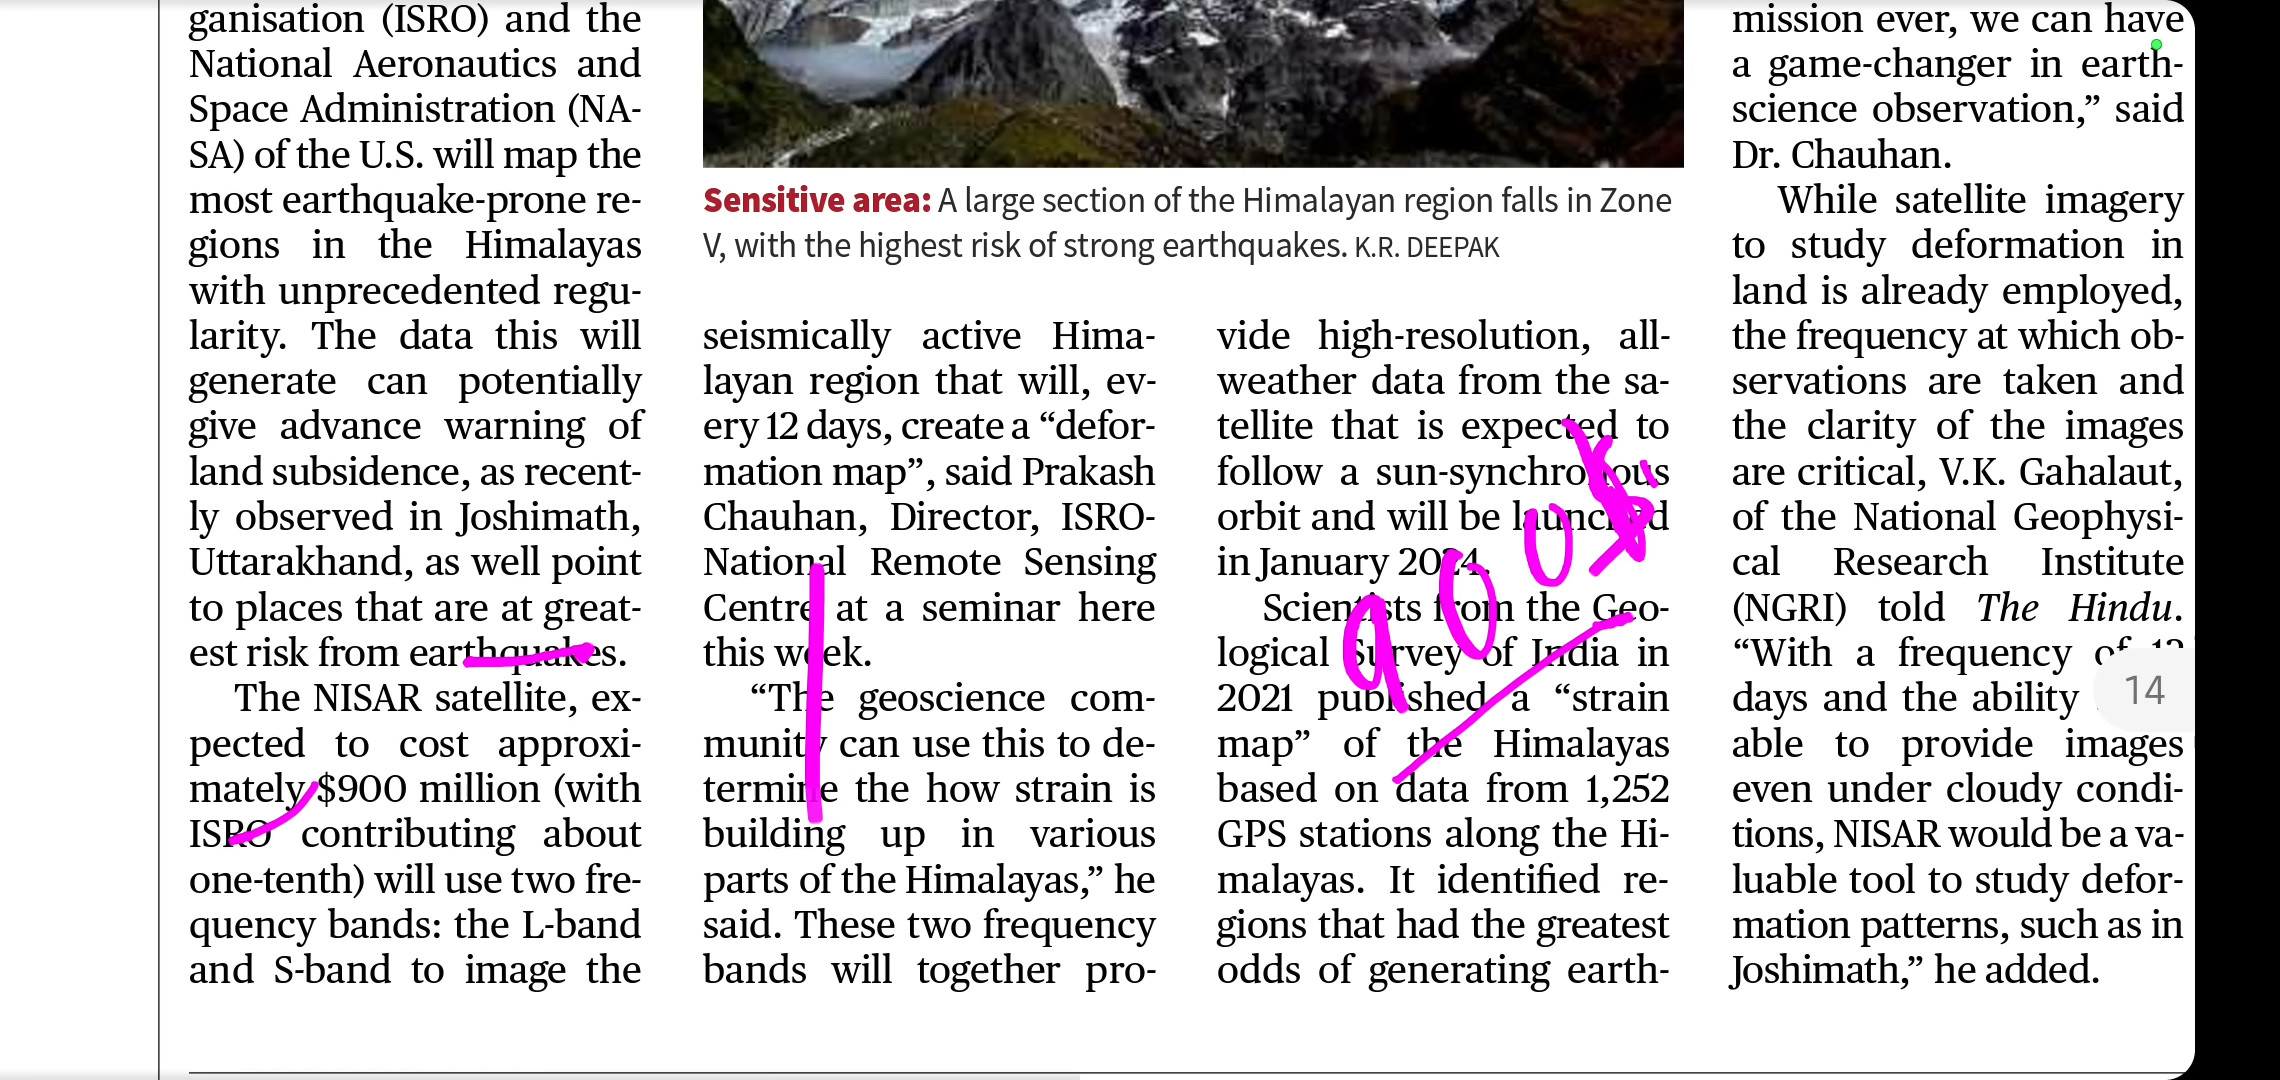 ganisation (ISRO) and the
National Aeronautics and
Space Administration (NA-
SA) of the U.S. will map the
most earthquake-prone re-
gions in the Himalayas
with unprecedented regu-
larity. The data this will
generate can potentially
give advance warning of
land subsidence, as recent-
ly observed in Joshimath,
Uttarakhand, as well point
to places that are at great-
est risk from earthquakes.
The NISAR satellite, ex-
pected to cost approxi-
mately $900 million (with
ISRO contributing about
one-tenth) will use two fre-
quency bands: the L-band
and S-band to image the
Sensitive area: A large section of the Himalayan region falls in Zone
V, with the highest risk of strong earthquakes. K.R. DEEPAK
seismically active Hima-
layan region that will, ev-
ery 12 days, create a “defor-
mation map”, said Prakash
Chauhan, Director, ISRO-
National Remote Sensing
Centre at a seminar here
this week.
“The geoscience com-
munity can use this to de-
termine the how strain is
building up in various
parts of the Himalayas,” he
said. These two frequency
bands will together pro-
vide high-resolution, all-
weather data from the sa-
tellite that is expected to
follow a sun-synchronous
orbit and will be launched
in January 2024.
Scientists from the Geo-
logical Survey of India in
2021 published a “strain
map” of the Himalayas
based on data from 1,252
GPS stations along the Hi-
malayas. It identified re-
gions that had the greatest
odds of generating earth-
mission ever, we can have
a game-changer in earth-
science observation,” said
Dr. Chauhan.
While satellite imagery
to study deformation in
land is already employed,
the frequency at which ob-
servations are taken and
the clarity of the images
are critical, V.K. Gahalaut,
of the National Geophysi-
cal Research Institute
(NGRI) told The Hindu.
“With a frequency of 12
days and the ability
able to provide images
even under cloudy condi-
tions, NISAR would be a va-
luable tool to study defor-
mation patterns, such as in
Joshimath,” he added.
14
900